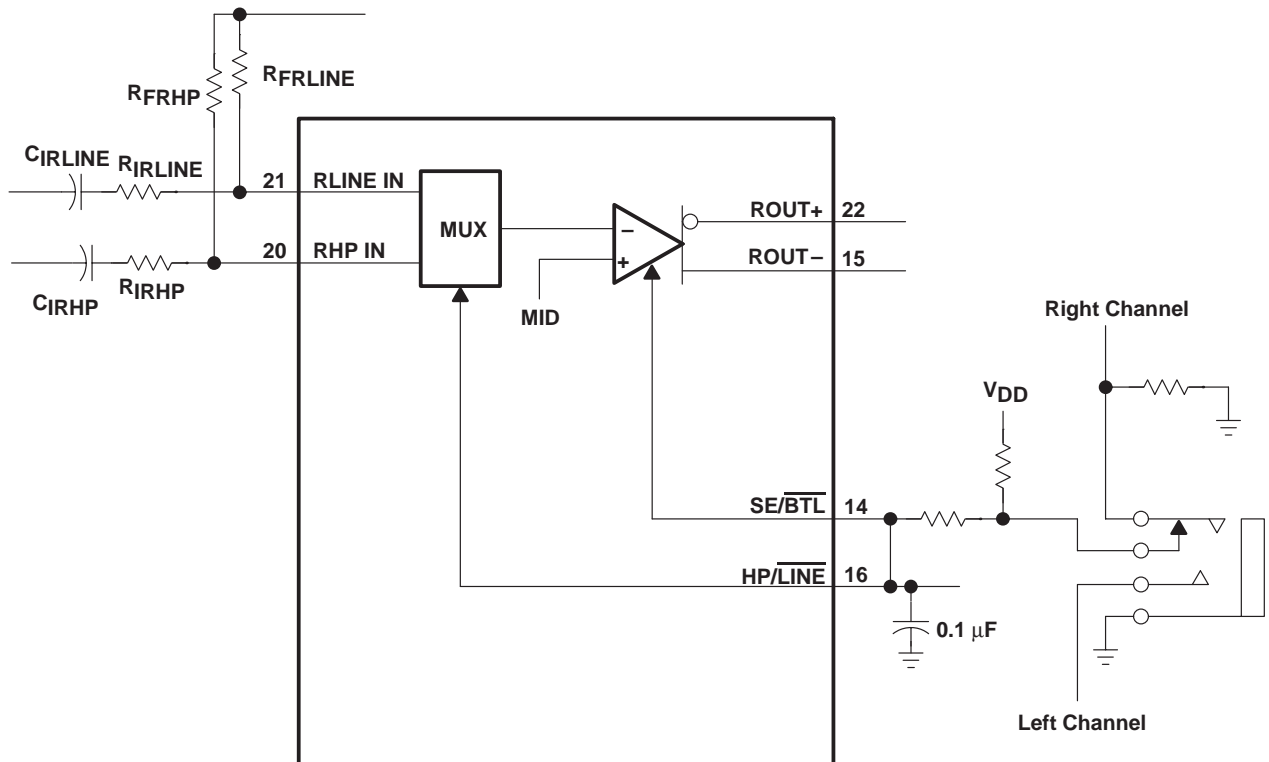 RFRLINE
RFRHP
CIRLINE
RIRLINE
21
RLINE IN
MUX
ROUT+
22
20
RHP IN
ROUT−
15
RIRHP
CIRHP
MID
Right Channel
VDD
SE/BTL
14
HP/LINE
16
0.1 μF
Left Channel